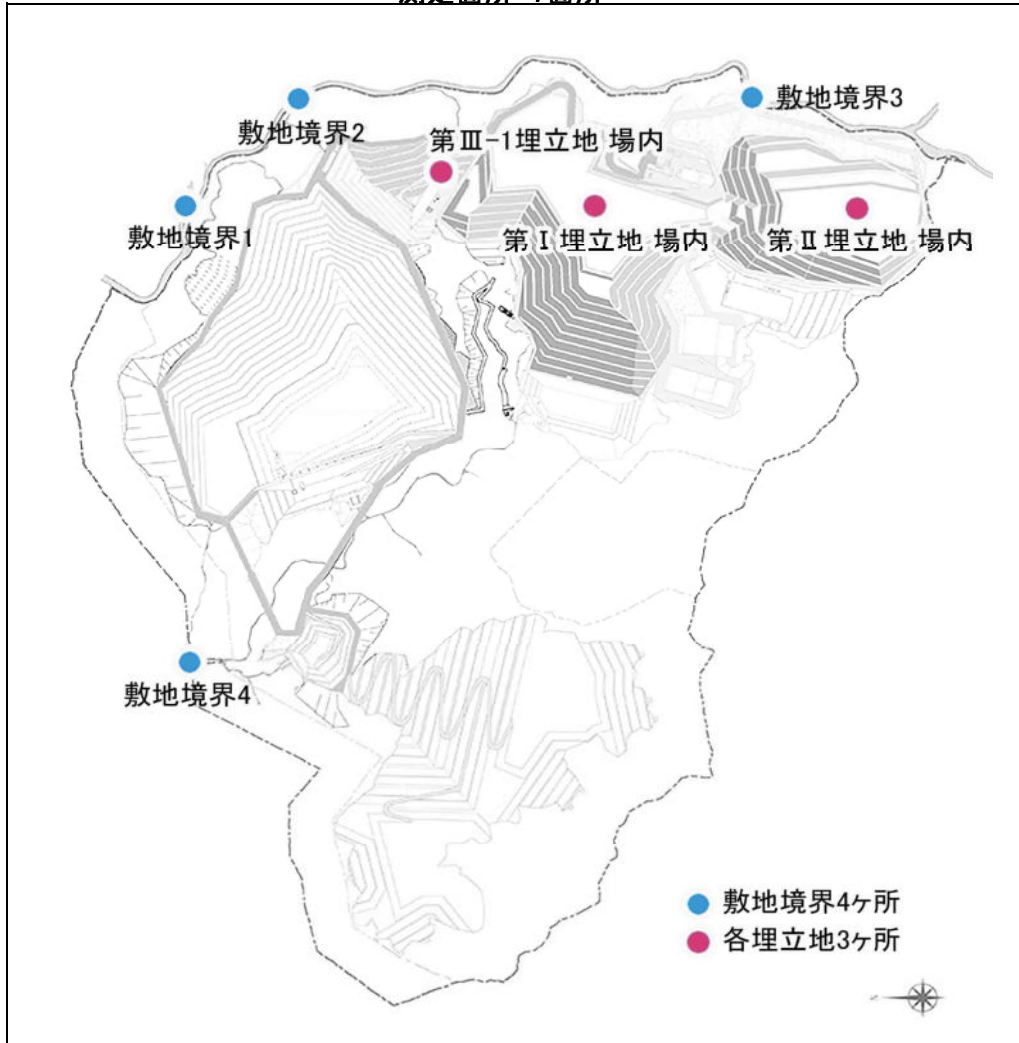 敷地境界3
敷地境界2
第Ⅲ-1埋立地 場内
敷地境界1
第Ⅰ埋立地 場内
第Ⅱ埋立地 場内
敷地境界4
敷地境界4ケ所
各埋立地3ケ所